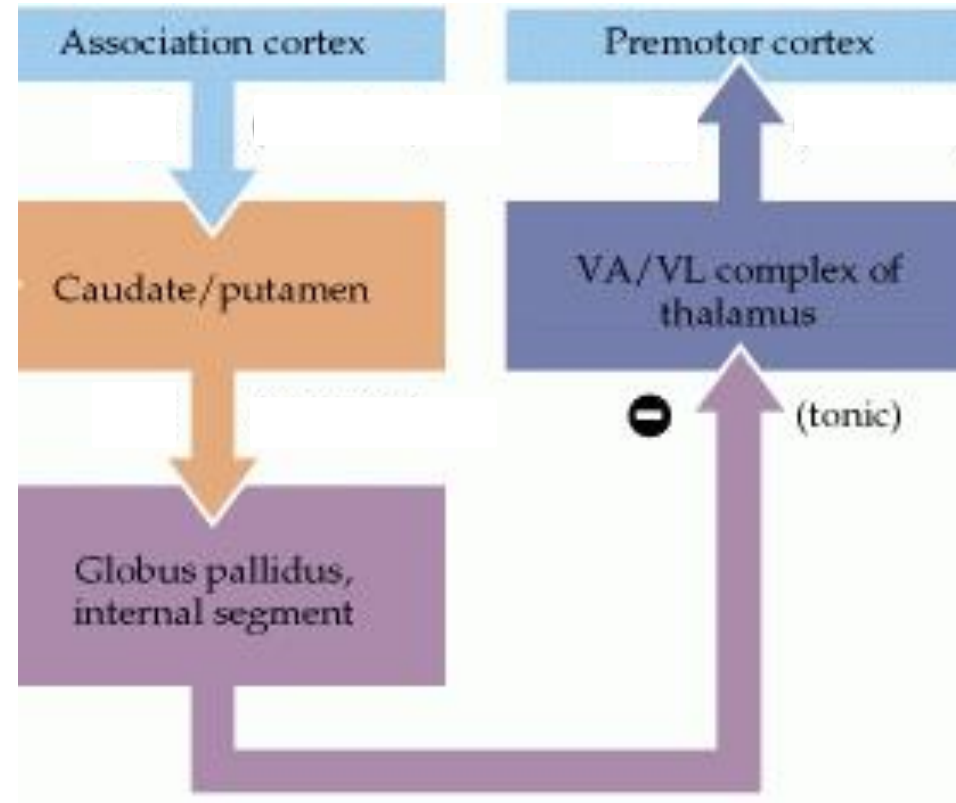 Association cortex
Premotor cortex
Caudate/putamen
VA/VL complex of
thalamus
(tonic)
Globus pallidus,
internal segment